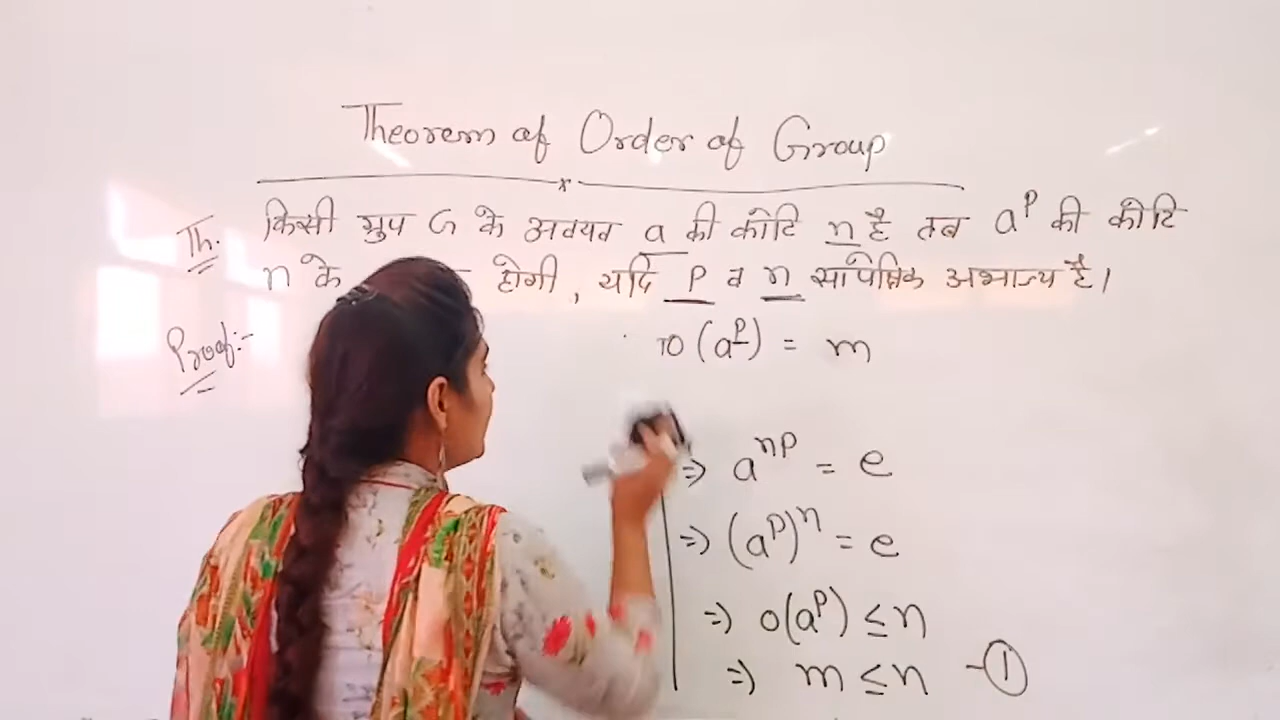 Theorem of Order of Group
Th. किसी ग्रुप G के अवयव a की कोटि n है तब a^p की कोटि
n के होगी, यदि p व n सापेक्षिक अभाज्य है।
Proof:-
O(a^p) = m
⇒ a^np = e
⇒ (a^p)^n = e
⇒ o(a^p) ≤ n
⇒ m ≤ n -①